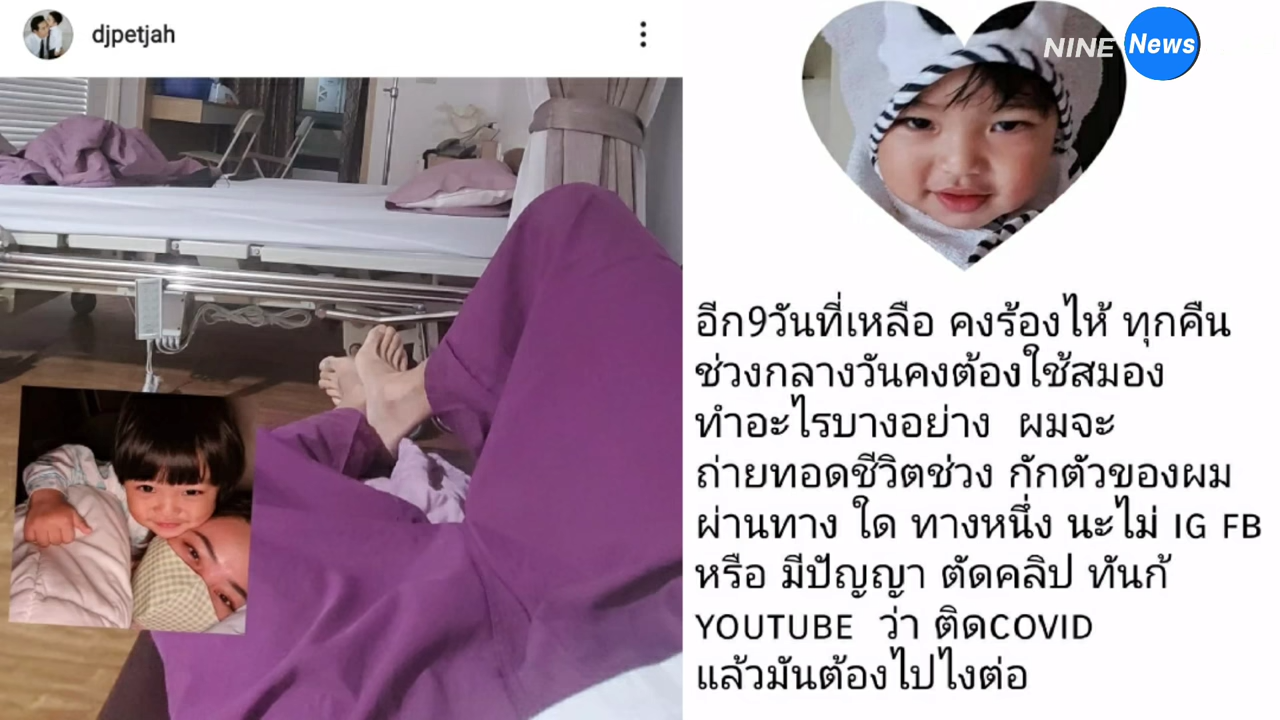 djpetjah
NINE News
อีก9วันที่เหลือ คงร้องไห้ ทุกคืน
ช่วงกลางวันคงต้องใช้สมอง
ทำอะไรบางอย่าง ผมจะ
ถ่ายทอดชีวิตช่วง กักตัวของผม
ผ่านทาง ใด ทางหนึ่ง นะไม่ IG FB
หรือ มีปัญญา ตัดคลิป ทันก้
YOUTUBE ว่า ติดCOVID
แล้วมันต้องไปไงต่อ